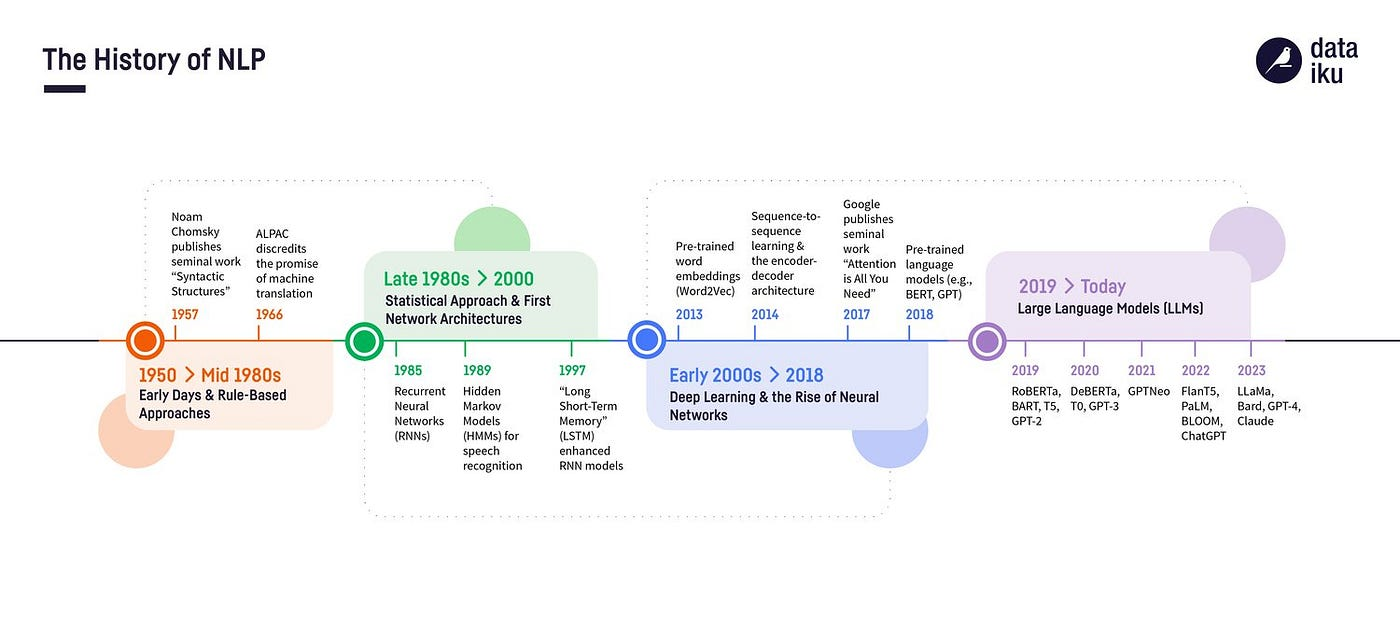 The History of NLP
data
iku
Noam
Chomsky
publishes
seminal work
“Syntactic
Structures”
1957
ALPAC
discredits
the promise
of machine
translation
1966
1950 > Mid 1980s
Early Days & Rule-Based
Approaches
Late 1980s > 2000
Statistical Approach & First
Network Architectures
1985
Recurrent
Neural
Networks
(RNNs)
1989
Hidden
Markov
Models
(HMMs) for
speech
recognition
1997
“Long
Short-Term
Memory”
(LSTM)
enhanced
RNN models
Pre-trained
word
embeddings
(Word2Vec)
2013
Sequence-to-
sequence
learning &
the encoder-
decoder
architecture
2014
Google
publishes
seminal
work
“Attention
is All You
Need”
2017
Pre-trained
language
models (e.g.,
BERT, GPT)
2018
Early 2000s > 2018
Deep Learning & the Rise of Neural
Networks
2019 > Today
Large Language Models (LLMs)
2019
RoBERTa,
BART, T5,
GPT-2
2020
DeBERTa,
T0, GPT-3
2021
GPTNeo
2022
FlanT5,
PaLM,
BLOOM,
ChatGPT
2023
LLaMa,
Bard, GPT-4,
Claude